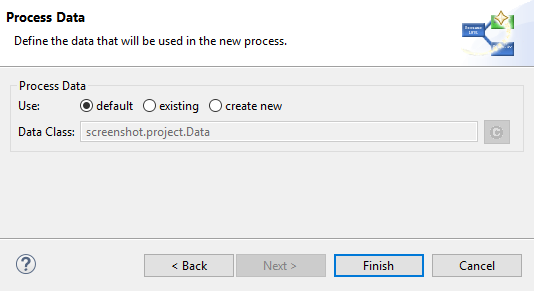 Process Data
Define the data that will be used in the new process.
Process Data
Use: default existing create new
Data Class: screenshot.project.Data C
? < Back Next > Finish Cancel